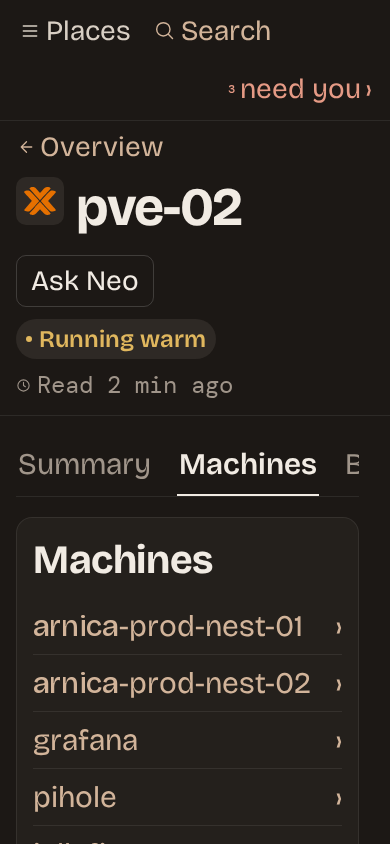 Places Search
3 need you
Overview
pve-02
Ask Neo
Running warm
Read 2 min ago
Summary Machines B
Machines
arnica-prod-nest-01
arnica-prod-nest-02
grafana
pihole